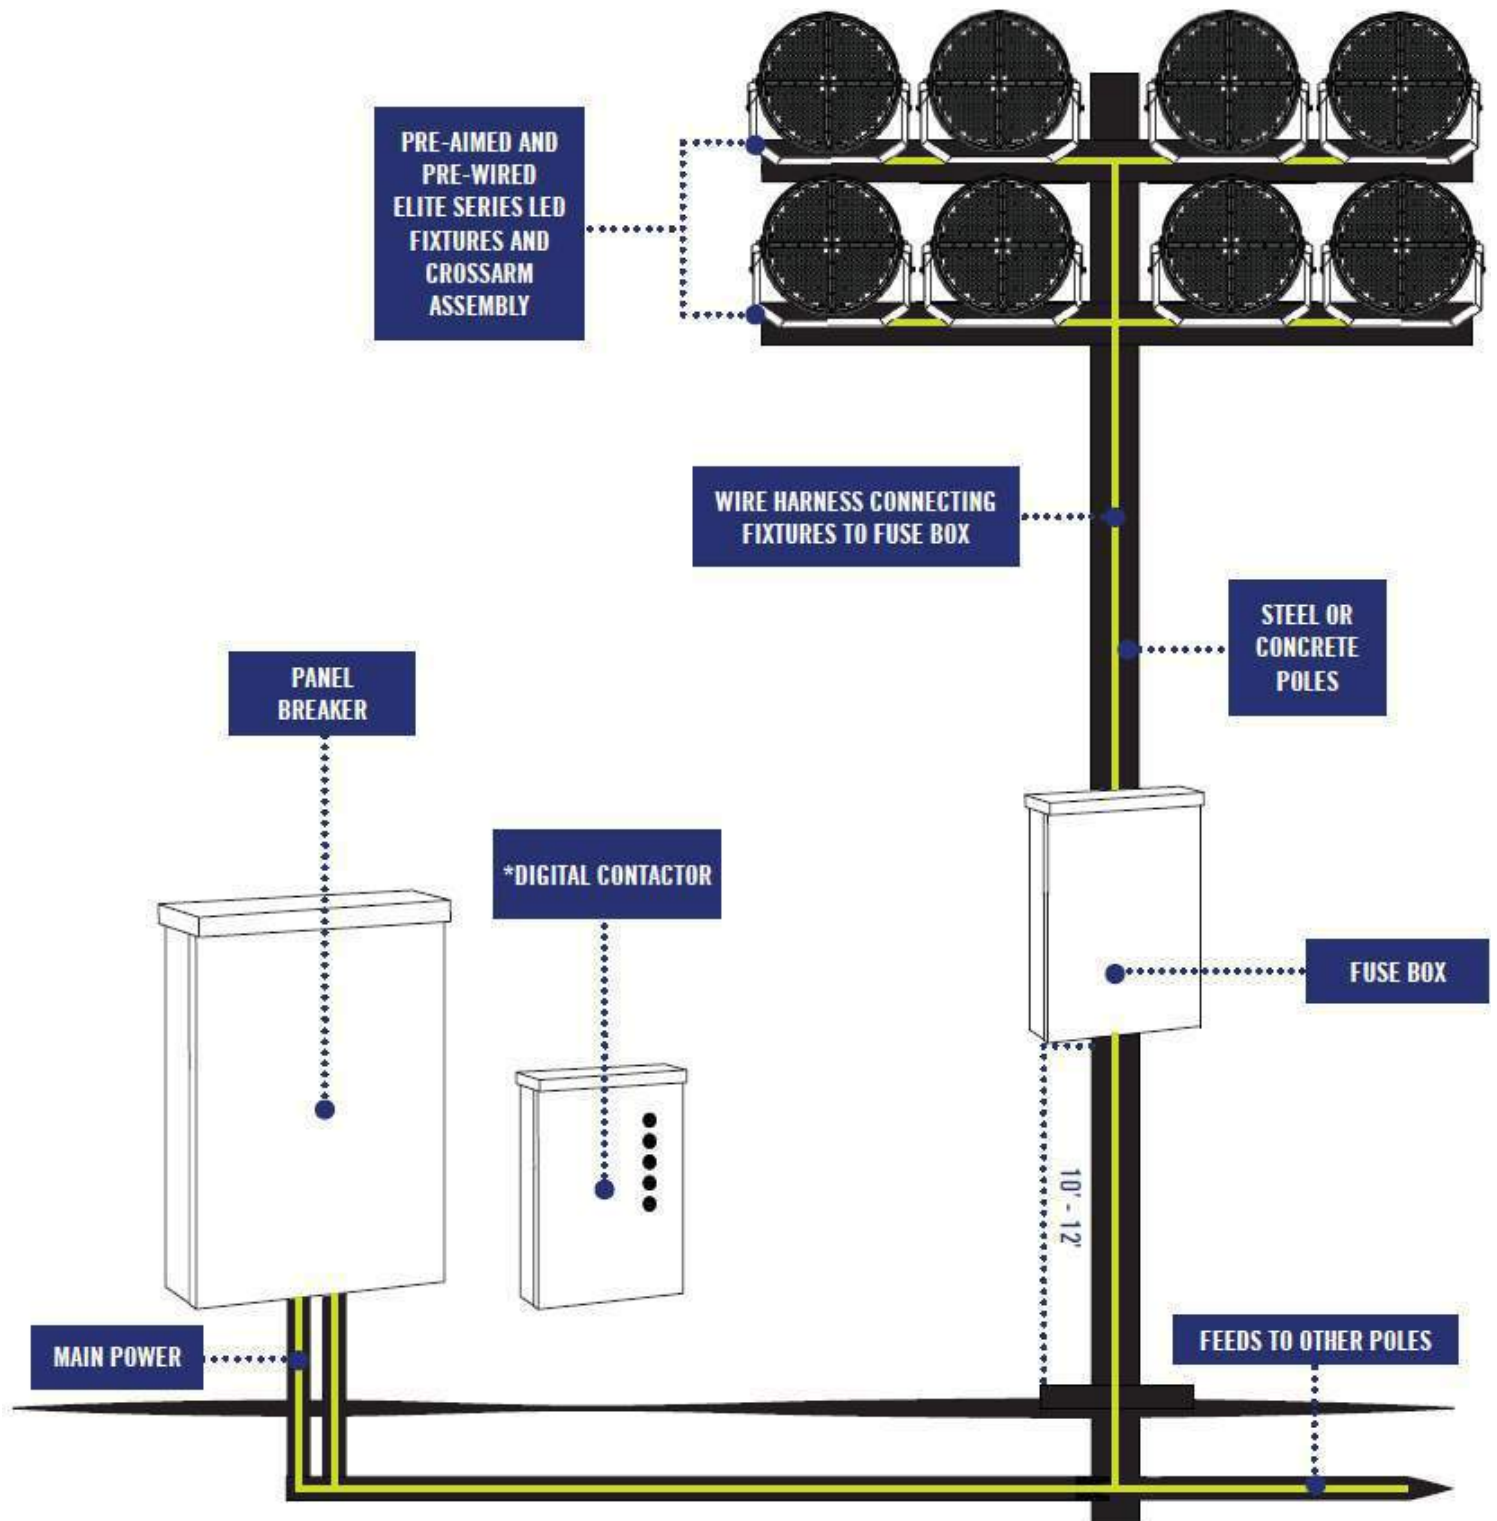 PRE-AIMED AND
PRE-WIRED
ELITE SERIES LED
FIXTURES AND
CROSSARM
ASSEMBLY
WIRE HARNESS CONNECTING
FIXTURES TO FUSE BOX
STEEL OR
CONCRETE
POLES
PANEL
BREAKER
*DIGITAL CONTACTOR
FUSE BOX
10' - 12'
MAIN POWER
FEEDS TO OTHER POLES